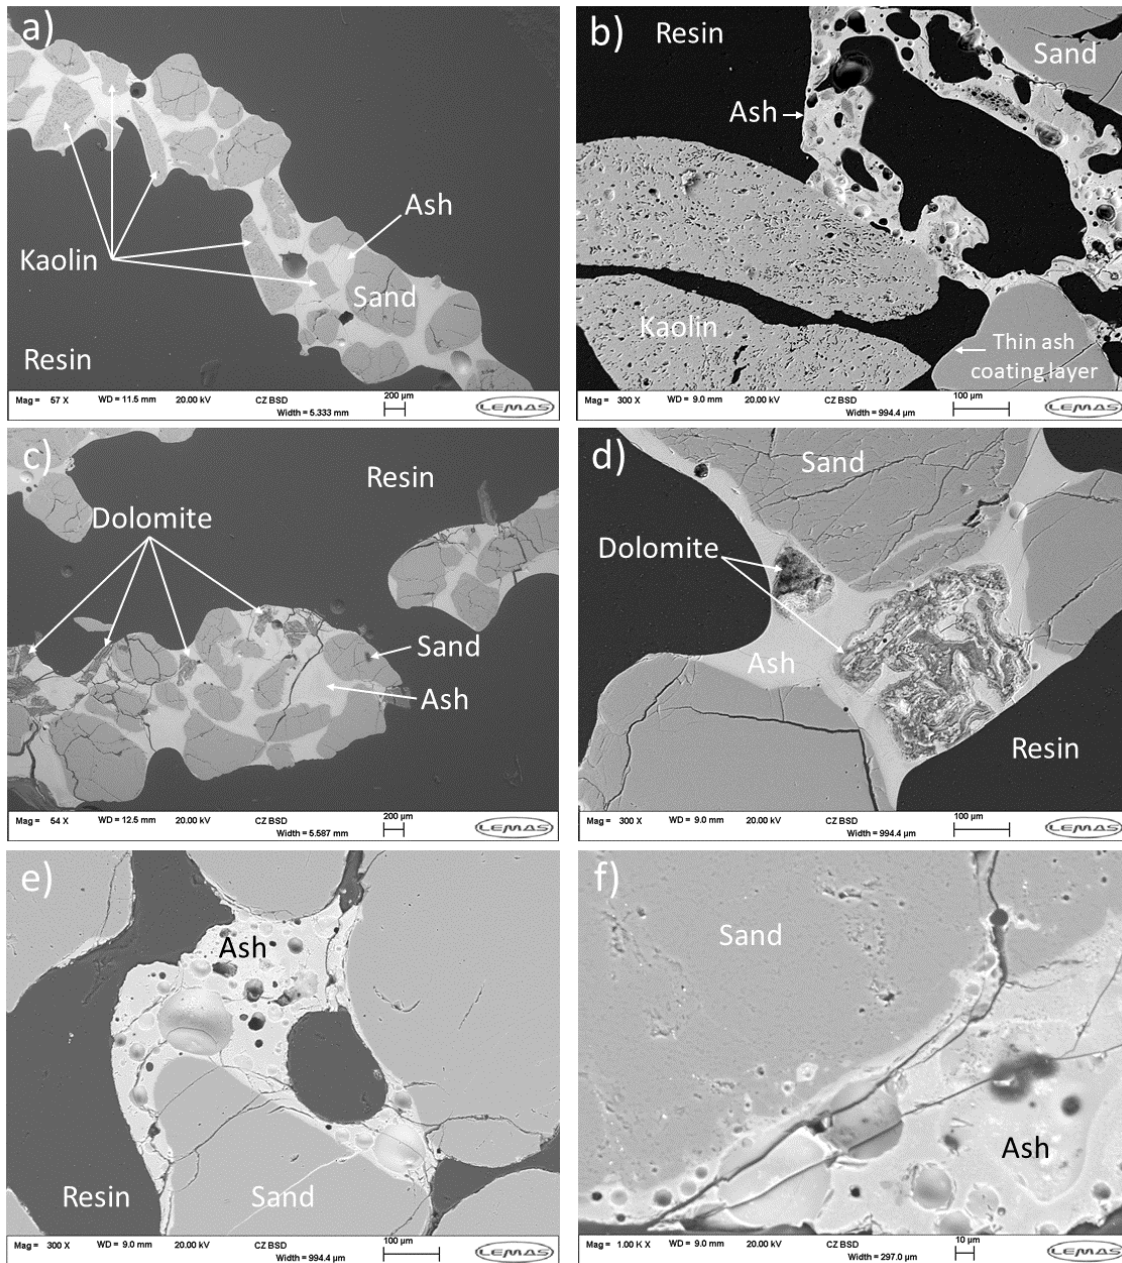 a)
Kaolin
Ash
Sand
Resin
Mag = 57 X WD = 11.5 mm 20.00 kV CZ BSD Width = 5.333 mm 200 µm LEMAS
b)
Resin
Sand
Ash
Kaolin
Thin ash
coating layer
Mag = 300 X WD = 9.0 mm 20.00 kV CZ BSD Width = 994.4 µm 100 µm LEMAS
c)
Resin
Dolomite
Sand
Ash
Mag = 54 X WD = 12.5 mm 20.00 kV CZ BSD Width = 5.587 mm 200 µm LEMAS
d)
Sand
Dolomite
Ash
Resin
Mag = 300 X WD = 9.0 mm 20.00 kV CZ BSD Width = 994.4 µm 100 µm LEMAS
e)
Ash
Resin
Sand
Mag = 300 X WD = 9.0 mm 20.00 kV CZ BSD Width = 994.4 µm 100 µm LEMAS
f)
Sand
Ash
Mag = 1.00 K X WD = 9.0 mm 20.00 kV CZ BSD Width = 297.0 µm 10 µm LEMAS